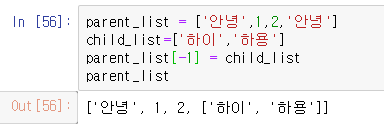 In [56]: parent_list = ['안녕',1,2,'안녕']
child_list=['하이','하용']
parent_list[-1] = child_list
parent_list
Out[56]: ['안녕', 1, 2, ['하이', '하용']]